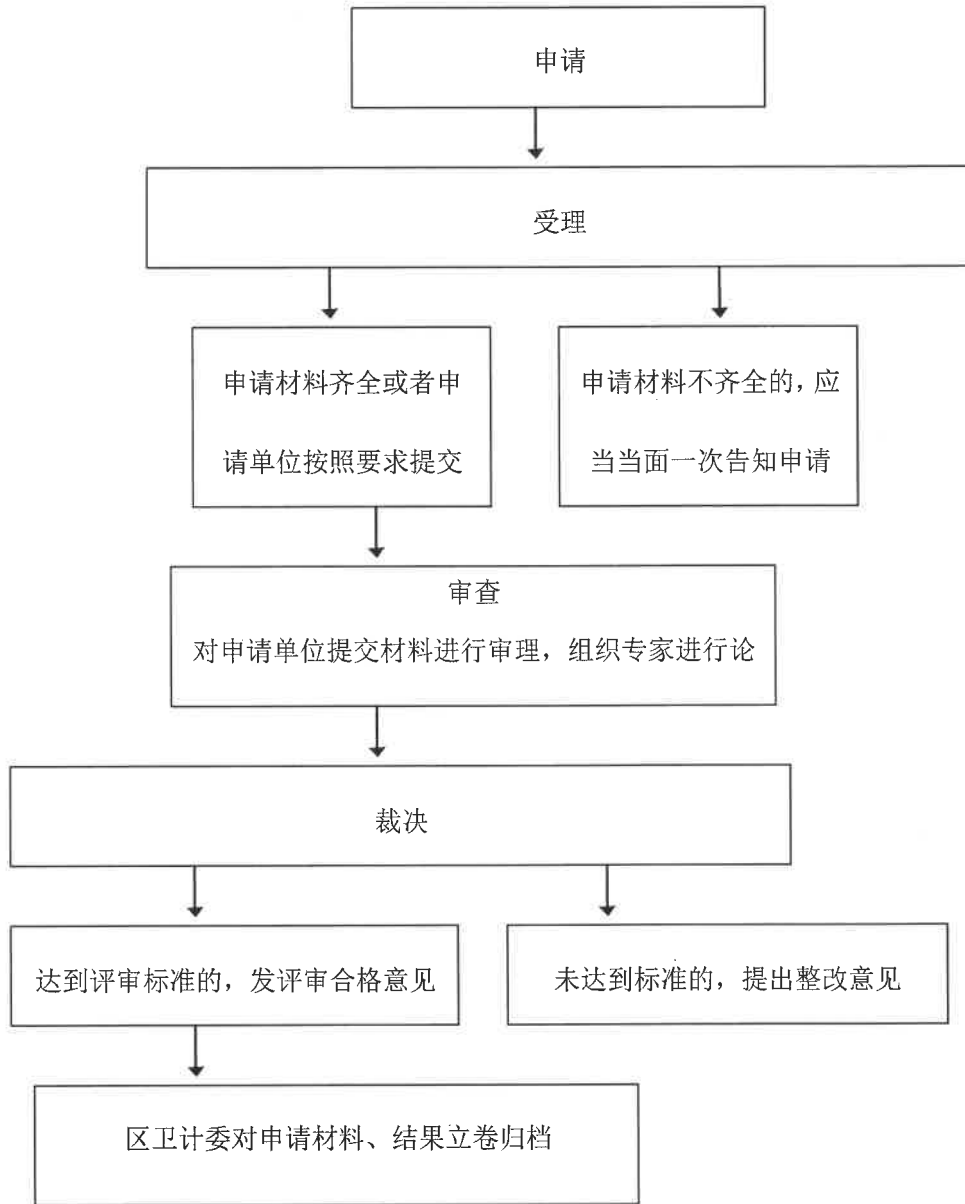 申请
受理
申请材料齐全或者申
请单位按照要求提交
申请材料不齐全的，应
当当面一次告知申请
审查
对申请单位提交材料进行审理，组织专家进行论
裁决
达到评审标准的，发评审合格意见
未达到标准的，提出整改意见
区卫计委对申请材料、结果立卷归档